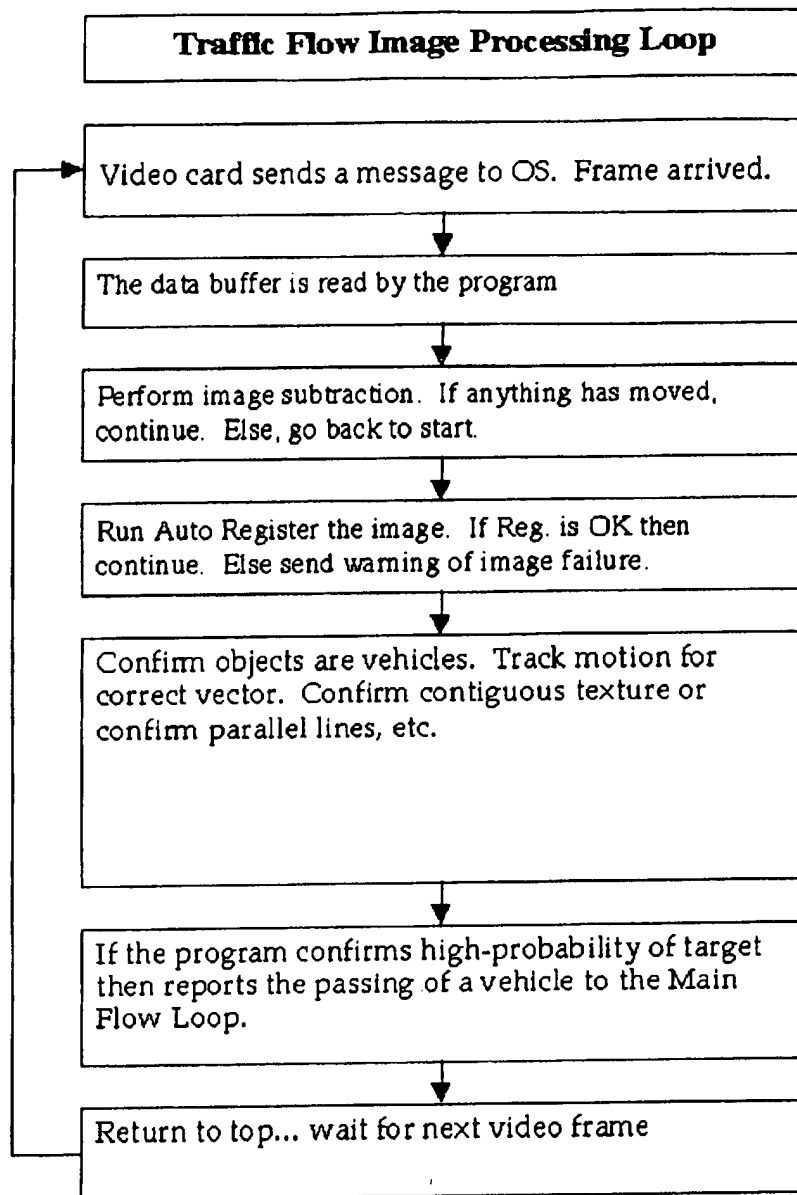 Traffic Flow Image Processing Loop
Video card sends a message to OS. Frame arrived.
The data buffer is read by the program
Perform image subtraction. If anything has moved,
continue. Else, go back to start.
Run Auto Register the image. If Reg. is OK then
continue. Else send warning of image failure.
Confirm objects are vehicles. Track motion for
correct vector. Confirm contiguous texture or
confirm parallel lines, etc.
If the program confirms high-probability of target
then reports the passing of a vehicle to the Main
Flow Loop.
Return to top... wait for next video frame